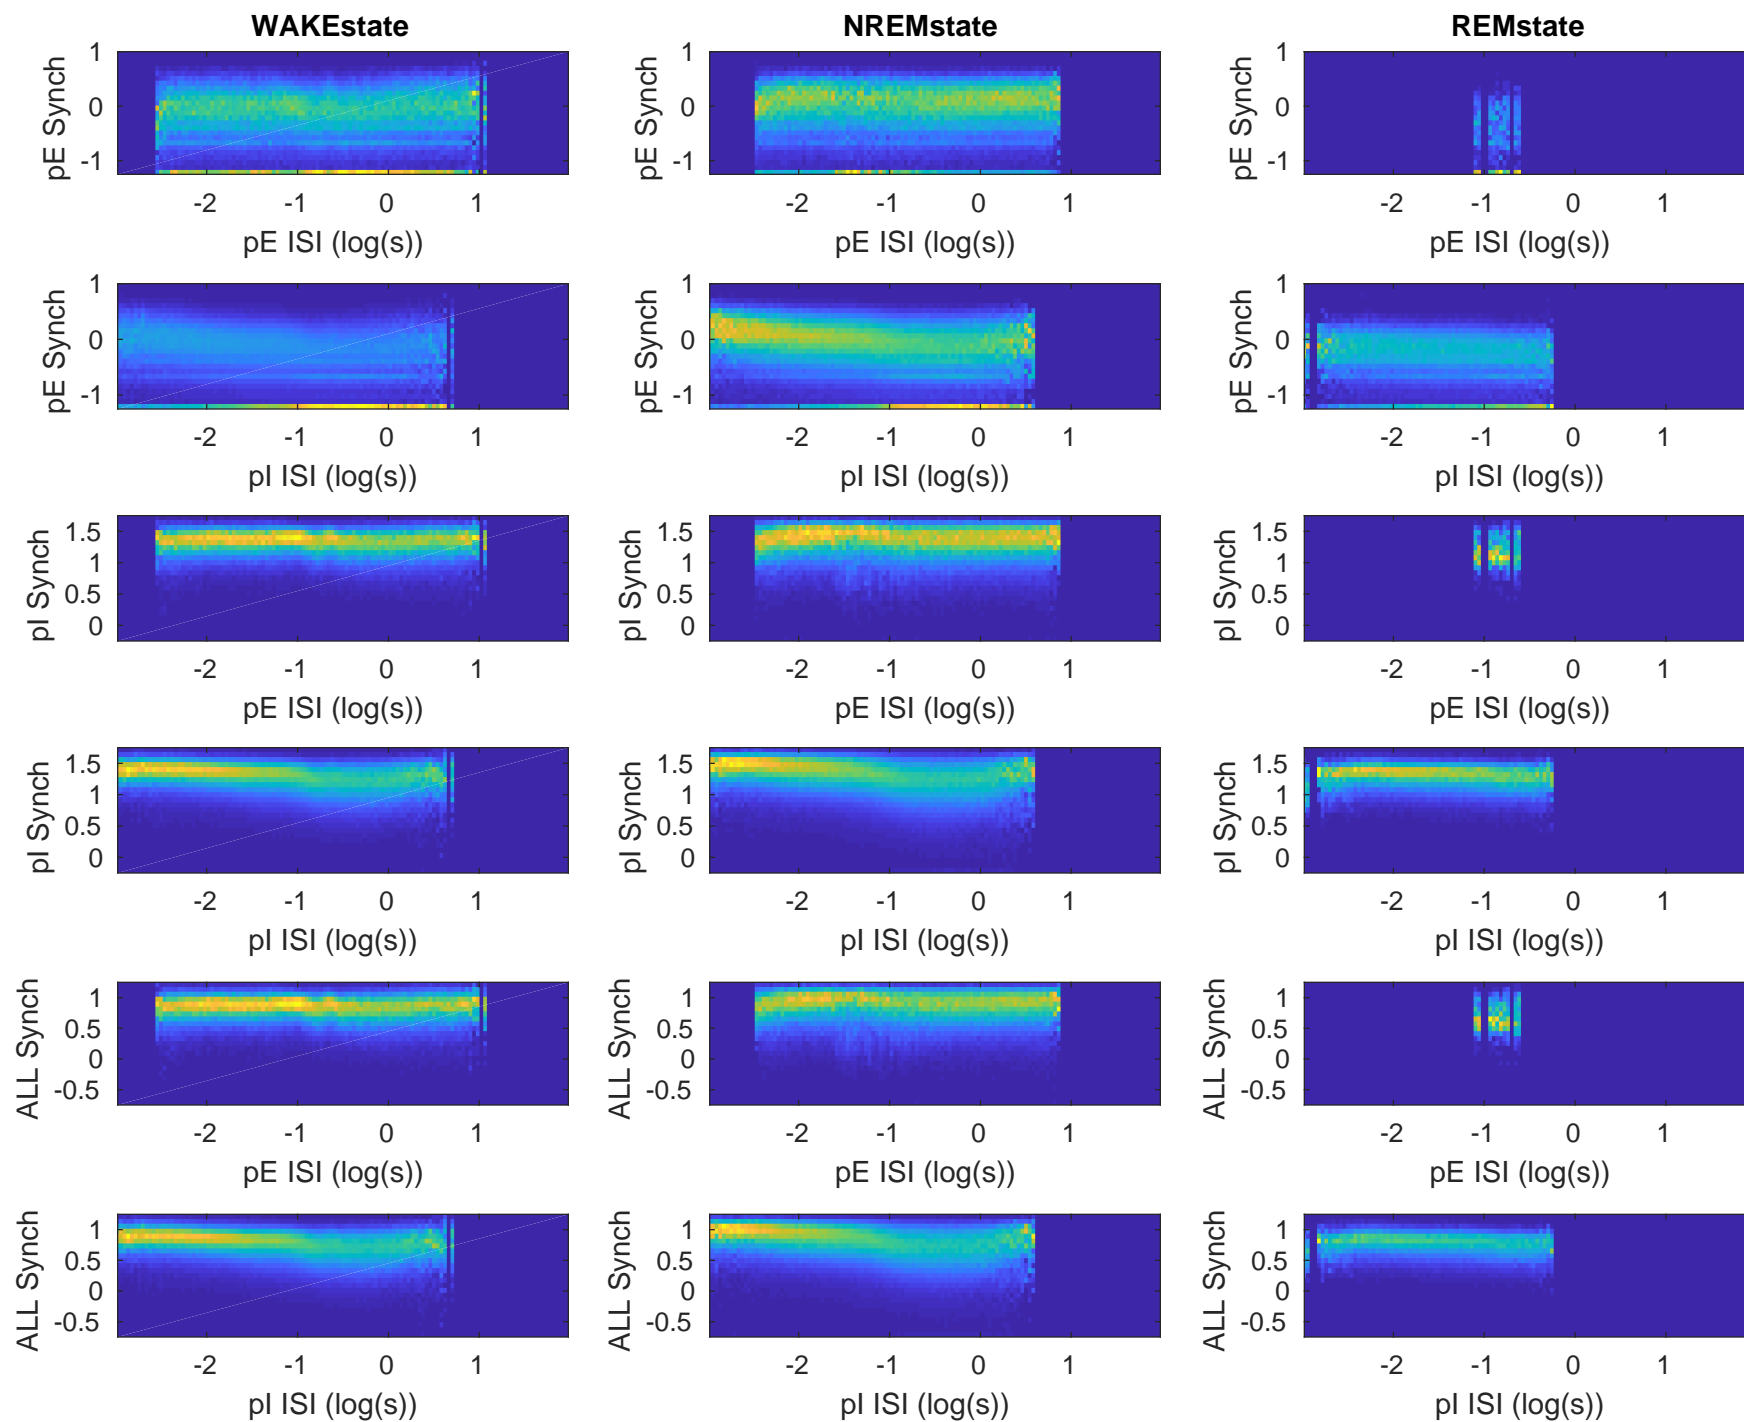 WAKEstate NREMstate REMstate
1 1 1
pE Synch pE Synch pE Synch
0 0 0
-1 -1 -1
-2 -1 0 1 -2 -1 0 1 -2 -1 0 1
pE ISI (log(s)) pE ISI (log(s)) pE ISI (log(s))
1 1 1
pE Synch pE Synch pE Synch
0 0 0
-1 -1 -1
-2 -1 0 1 -2 -1 0 1 -2 -1 0 1
pI ISI (log(s)) pI ISI (log(s)) pI ISI (log(s))
pI Synch pI Synch pI Synch
1.5 1.5 1.5
1 1 1
0.5 0.5 0.5
0 0 0
-2 -1 0 1 -2 -1 0 1 -2 -1 0 1
pE ISI (log(s)) pE ISI (log(s)) pE ISI (log(s))
pI Synch pI Synch pI Synch
1.5 1.5 1.5
1 1 1
0.5 0.5 0.5
0 0 0
-2 -1 0 1 -2 -1 0 1 -2 -1 0 1
pI ISI (log(s)) pI ISI (log(s)) pI ISI (log(s))
ALL Synch ALL Synch ALL Synch
1 1 1
0.5 0.5 0.5
0 0 0
-0.5 -0.5 -0.5
-2 -1 0 1 -2 -1 0 1 -2 -1 0 1
pE ISI (log(s)) pE ISI (log(s)) pE ISI (log(s))
ALL Synch ALL Synch ALL Synch
1 1 1
0.5 0.5 0.5
0 0 0
-0.5 -0.5 -0.5
-2 -1 0 1 -2 -1 0 1 -2 -1 0 1
pI ISI (log(s)) pI ISI (log(s)) pI ISI (log(s))